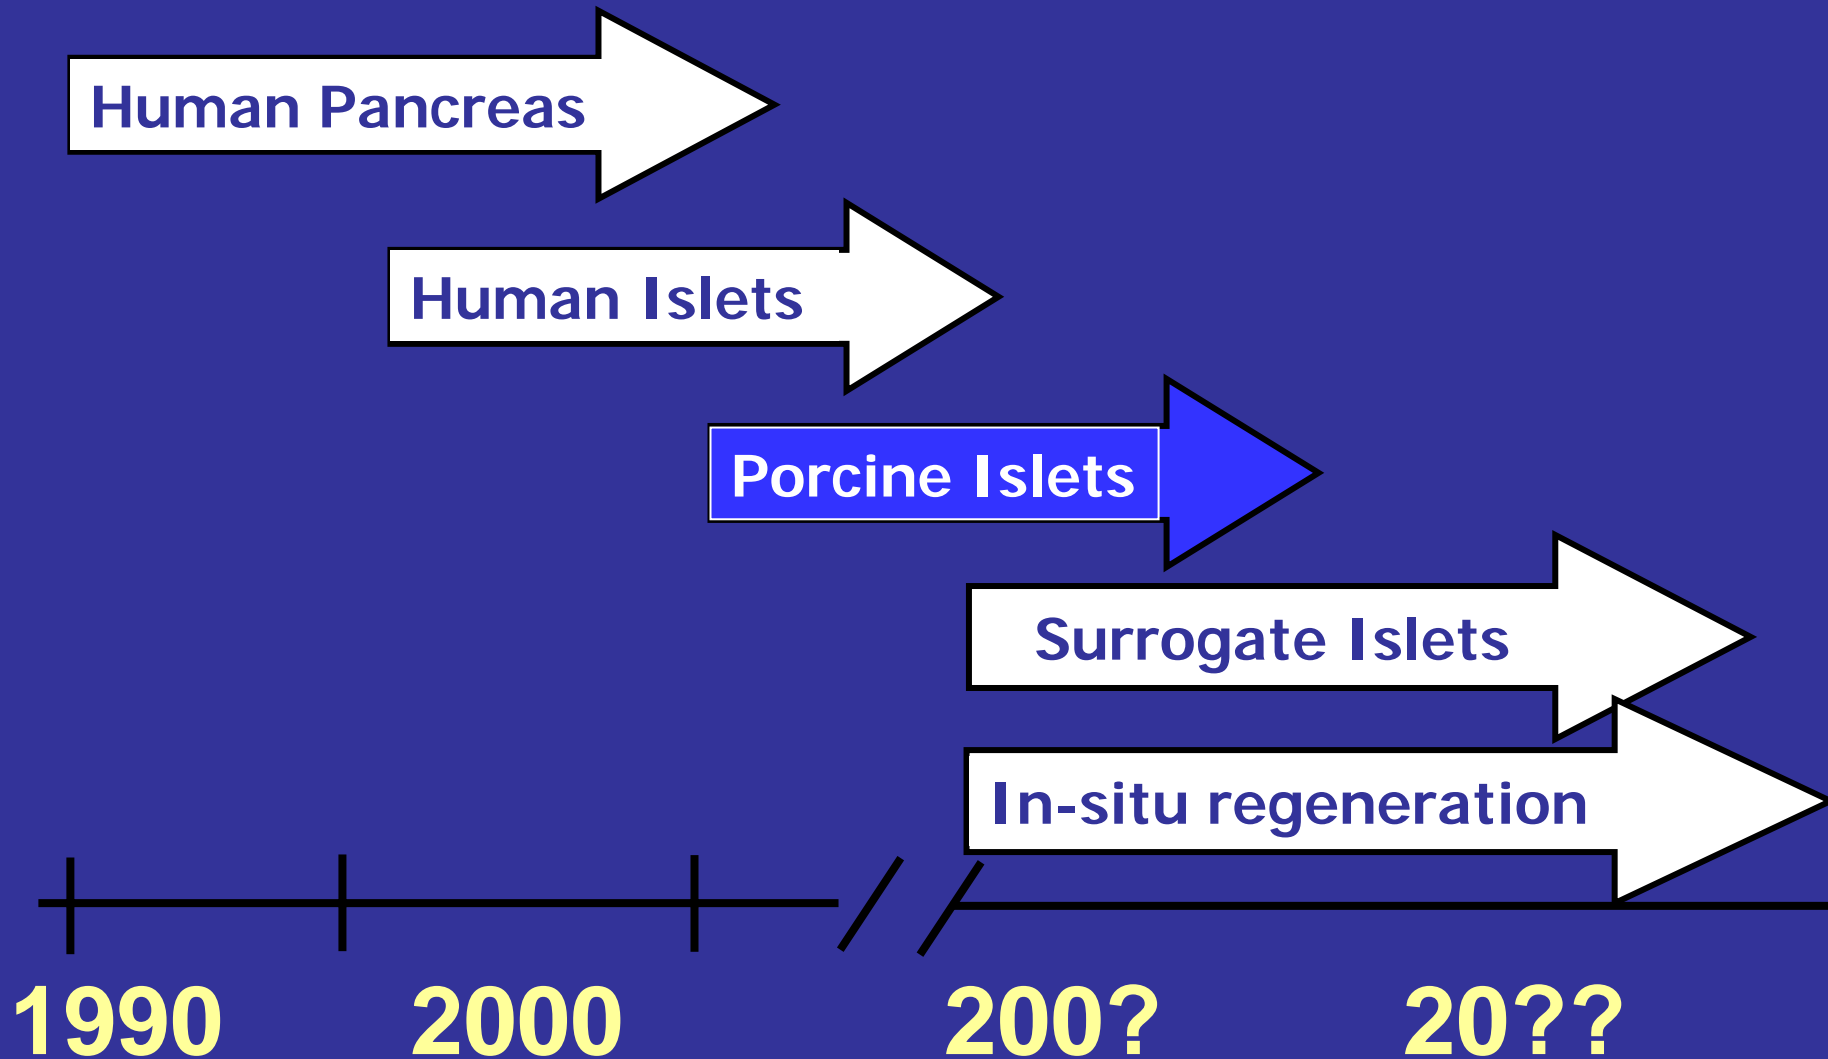 Human Pancreas
Human Islets
Porcine Islets
Surrogate Islets
In-situ regeneration
1990 2000 200? 20??